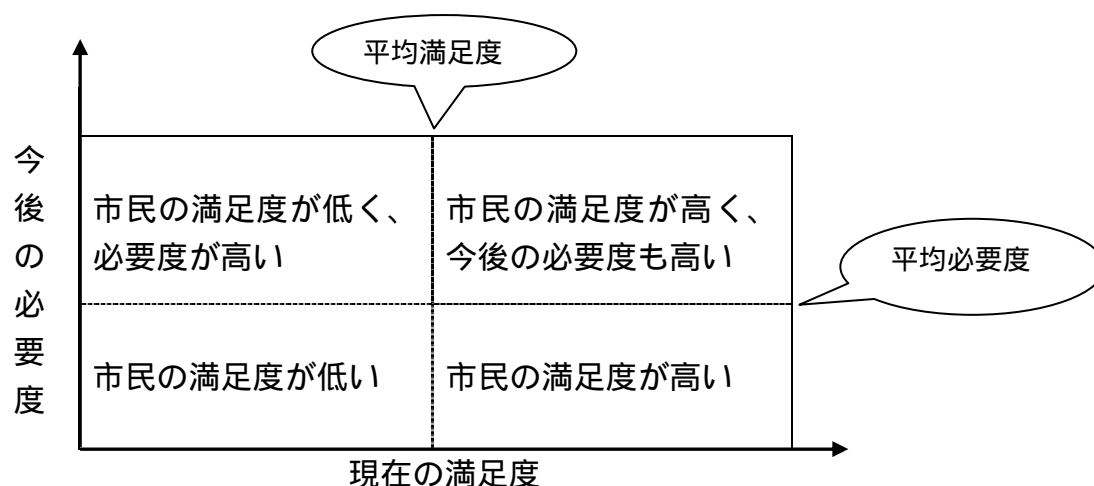 平均満足度
今後の必要度
市民の満足度が低く、
必要度が高い
市民の満足度が高く、
今後の必要度も高い
平均必要度
市民の満足度が低い
市民の満足度が高い
現在の満足度